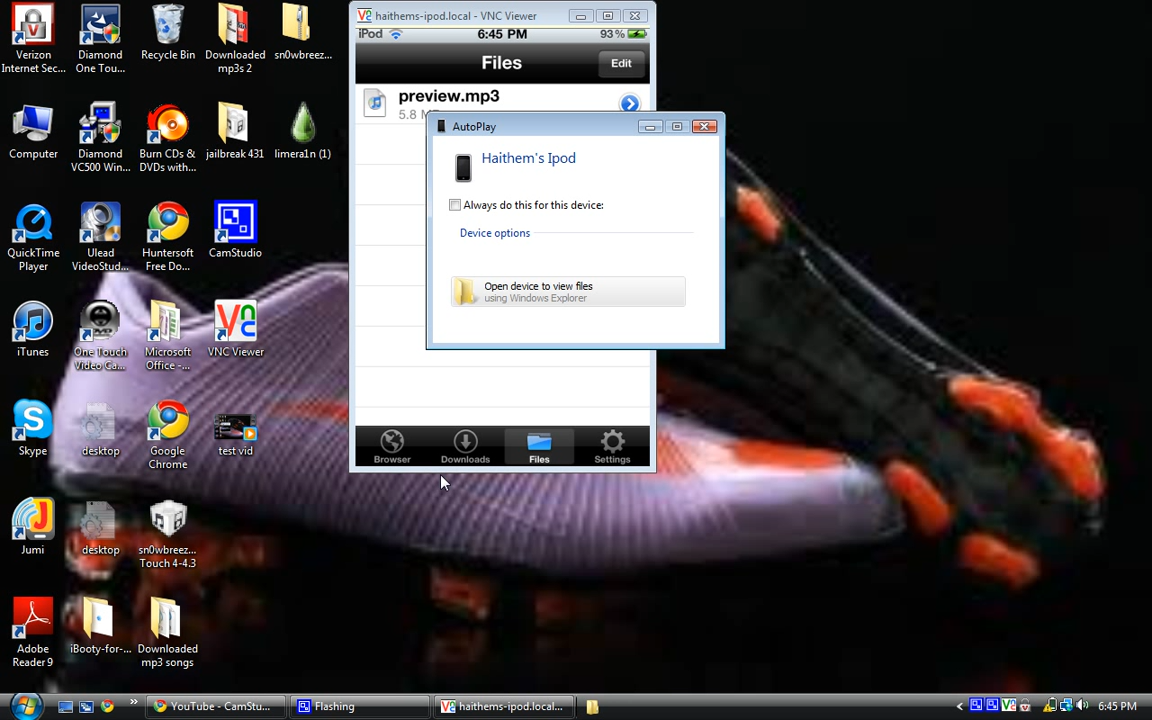 haithems-ipod.local - VNC Viewer
iPod 6:45 PM 93%
Files
Edit
preview.mp3
5.8
AutoPlay
Haithem's Ipod
Always do this for this device:
Device options
Open device to view files
using Windows Explorer
Browser
Downloads
Files
Settings
Verizon
Internet Sec...
Diamond
One Tou...
Recycle Bin
Downloaded
mp3s 2
sn0wbreez...
Computer
Diamond
VC500 Win...
Burn CDs &
DVDs with...
jailbreak 431
limera1n (1)
QuickTime
Player
Ulead
VideoStud...
Huntersoft
Free Do...
CamStudio
iTunes
One Touch
Video Ca...
Microsoft
Office -...
VNC Viewer
Skype
desktop
Google
Chrome
test vid
Jumi
desktop
sn0wbreez...
Touch 4-4.3
Adobe
Reader 9
iBooty-for-...
Downloaded
mp3 songs
YouTube - CamStu...
Flashing
haithems-ipod.local...
6:45 PM